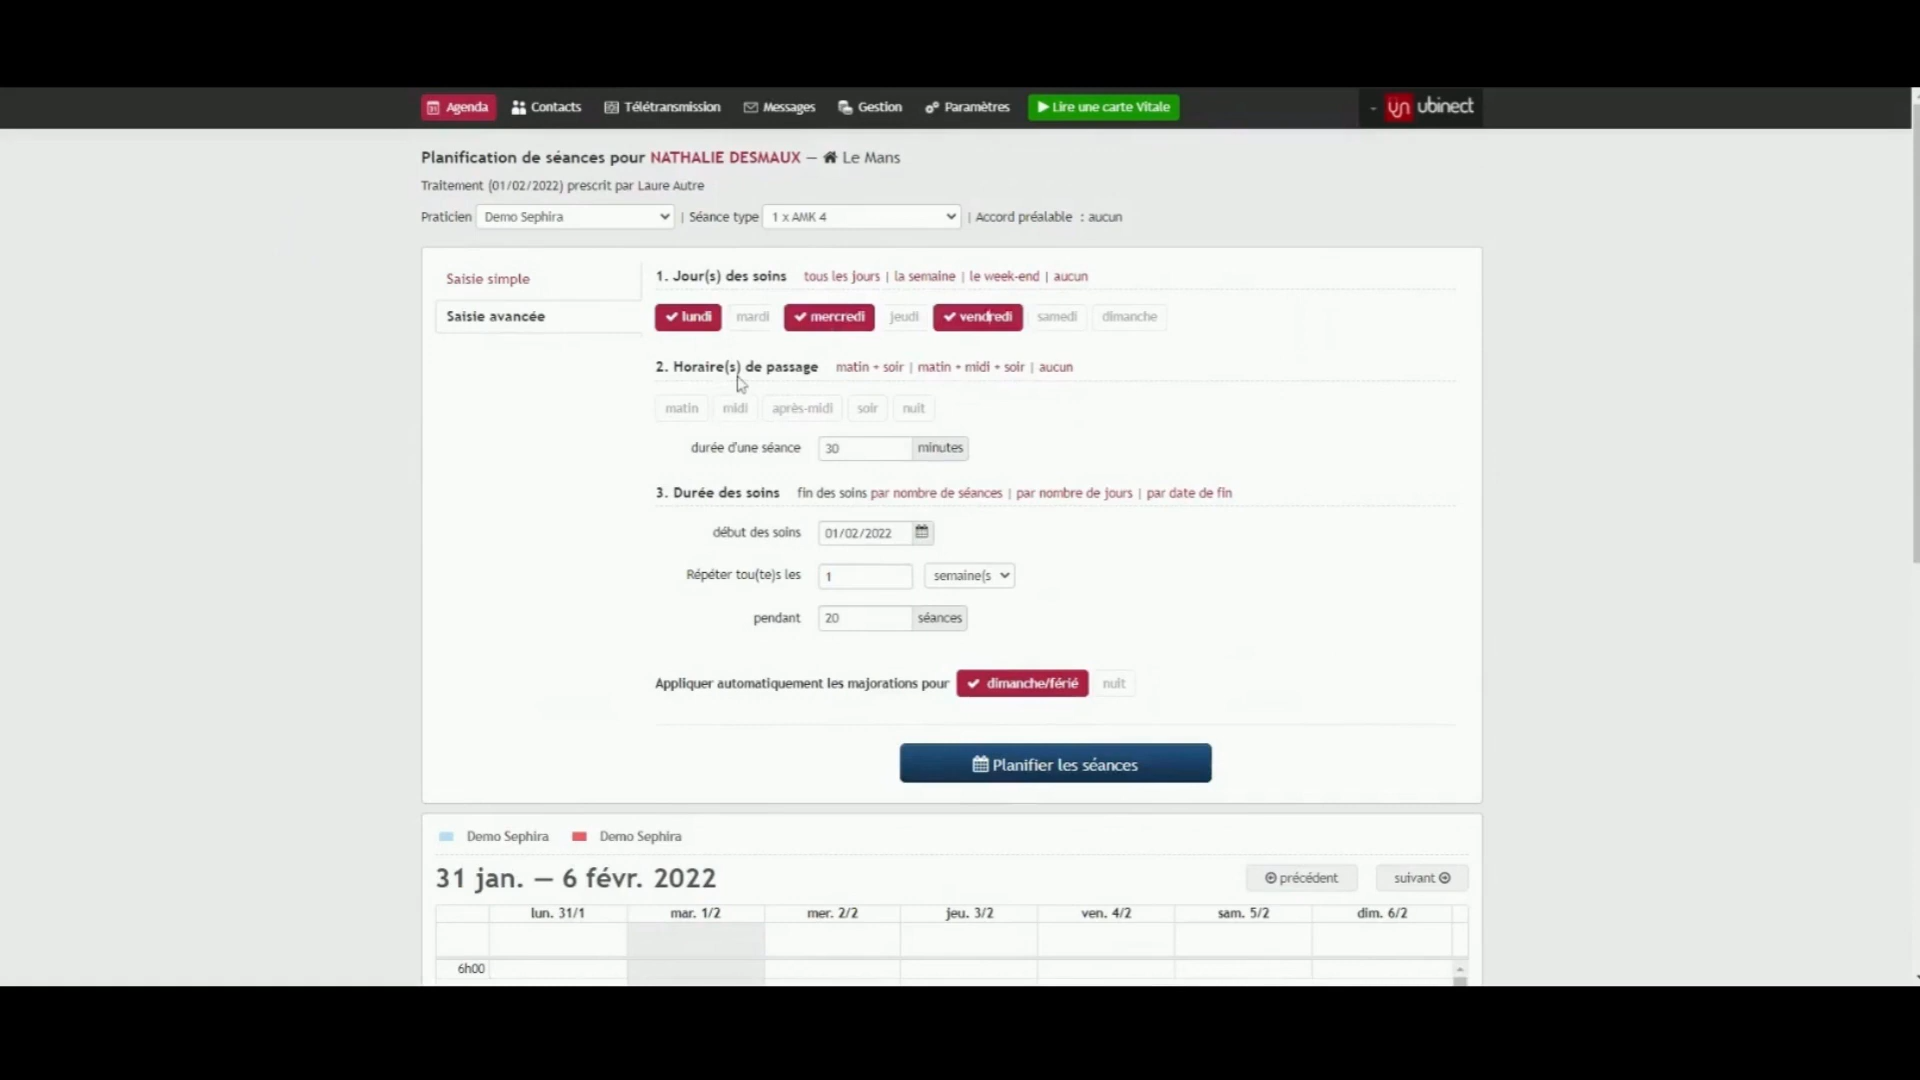 Agenda Contacts Télétransmission Messages Gestion Paramètres Lire une carte Vitale ubinect
Planification de séances pour NATHALIE DESMAUX — Le Mans
Traitement (01/02/2022) prescrit par Laure Autre
Praticien Demo Sephira | Séance type 1 x AMK 4 | Accord préalable : aucun
Saisie simple
Saisie avancée
1. Jour(s) des soins tous les jours | la semaine | le week-end | aucun
lundi mardi mercredi jeudi vendredi samedi dimanche
2. Horaire(s) de passage matin + soir | matin + midi + soir | aucun
matin midi après-midi soir nuit
durée d'une séance 30 minutes
3. Durée des soins fin des soins par nombre de séances | par nombre de jours | par date de fin
début des soins 01/02/2022
Répéter tou(te)s les 1 semaine(s
pendant 20 séances
Appliquer automatiquement les majorations pour dimanche/férié nuit
Planifier les séances
Demo Sephira Demo Sephira
31 jan. — 6 févr. 2022 précédent suivant
lun. 31/1 mar. 1/2 mer. 2/2 jeu. 3/2 ven. 4/2 sam. 5/2 dim. 6/2
6h00